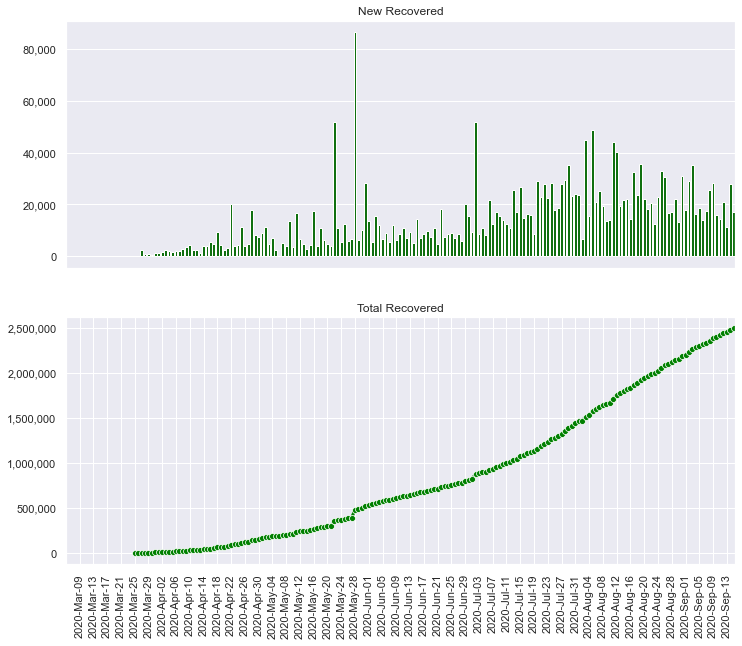 New Recovered
80,000
60,000
40,000
20,000
0
Total Recovered
2,500,000
2,000,000
1,500,000
1,000,000
500,000
0
2020-Mar-09
2020-Mar-13
2020-Mar-17
2020-Mar-21
2020-Mar-25
2020-Mar-29
2020-Apr-02
2020-Apr-06
2020-Apr-10
2020-Apr-14
2020-Apr-18
2020-Apr-22
2020-Apr-26
2020-Apr-30
2020-May-04
2020-May-08
2020-May-12
2020-May-16
2020-May-20
2020-May-24
2020-May-28
2020-Jun-01
2020-Jun-05
2020-Jun-09
2020-Jun-13
2020-Jun-17
2020-Jun-21
2020-Jun-25
2020-Jun-29
2020-Jul-03
2020-Jul-07
2020-Jul-11
2020-Jul-15
2020-Jul-19
2020-Jul-23
2020-Jul-27
2020-Jul-31
2020-Aug-04
2020-Aug-08
2020-Aug-12
2020-Aug-16
2020-Aug-20
2020-Aug-24
2020-Aug-28
2020-Sep-01
2020-Sep-05
2020-Sep-09
2020-Sep-13